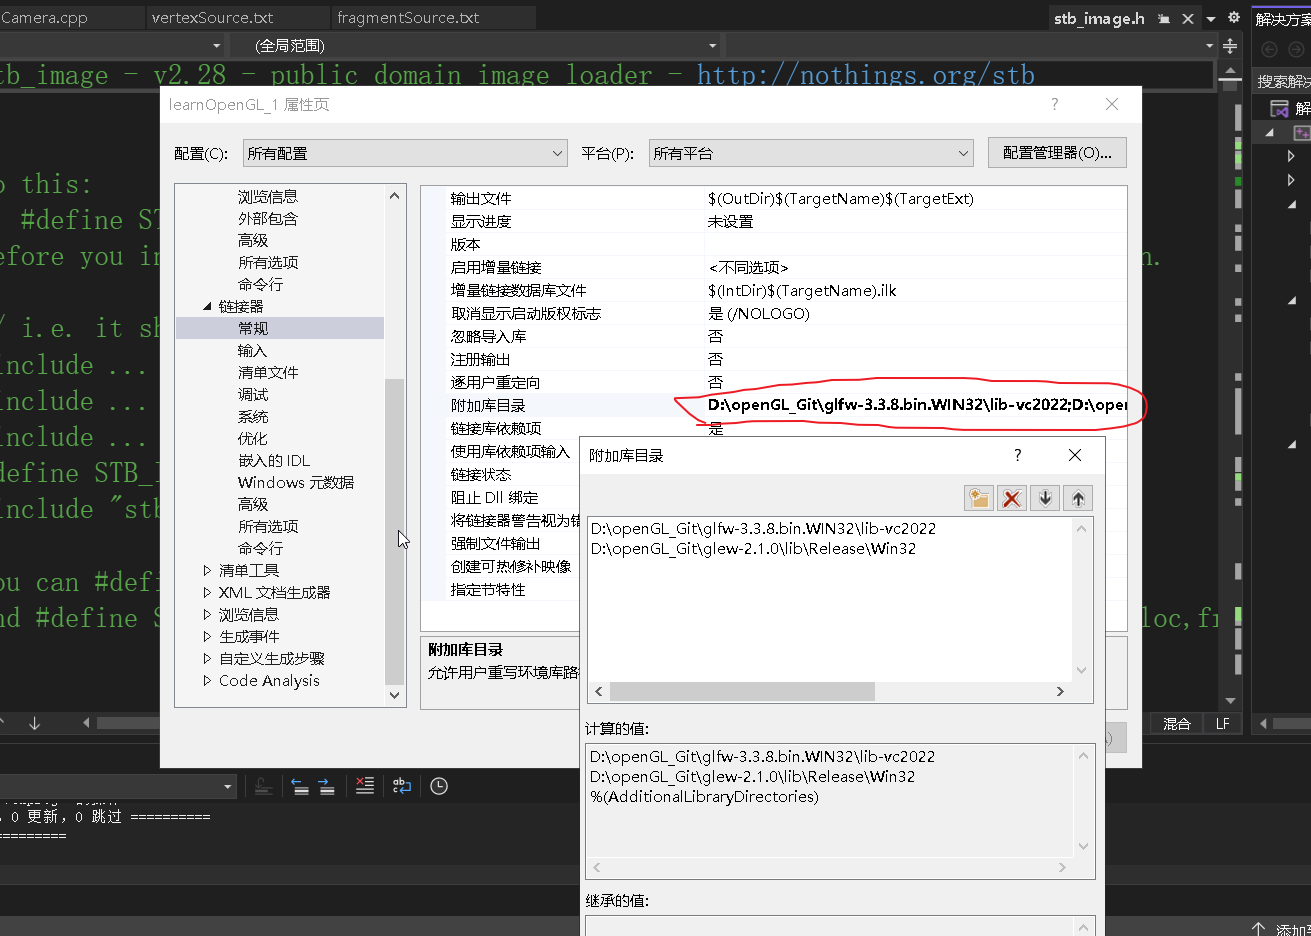 Camera.cpp
vertexSource.txt
fragmentSource.txt
stb_image.h
解决方案
(全局范围)
搜索解决
tb_image - v2.28 - public domain image loader - http://nothings.org/stb
解
learnOpenGL_1 属性页
? 
配置(C):
所有配置
平台(P):
所有平台
配置管理器(O)...
浏览信息
外部包含
高级
所有选项
命令行
链接器
常规
输入
清单文件
调试
系统
优化
嵌入的 IDL
Windows 元数据
高级
所有选项
命令行
清单工具
XML 文档生成器
浏览信息
生成事件
自定义生成步骤
Code Analysis
输出文件 $(OutDir)$(TargetName)$(TargetExt)
显示进度 未设置
版本
启用增量链接 <不同选项>
增量链接数据库文件 $(IntDir)$(TargetName).ilk
取消显示启动版权标志 是 (/NOLOGO)
忽略导入库 否
注册输出 否
逐用户重定向 否
附加库目录 D:\openGL_Git\glfw-3.3.8.bin.WIN32\lib-vc2022;D:\open
链接库依赖项 是
使用库依赖项输入
链接状态
阻止 Dll 绑定
将链接器警告视为错
强制文件输出
创建可热修补映像
指定节特性
附加库目录
允许用户重写环境库路
附加库目录
?
D:\openGL_Git\glfw-3.3.8.bin.WIN32\lib-vc2022
D:\openGL_Git\glew-2.1.0\lib\Release\Win32
计算的值:
D:\openGL_Git\glfw-3.3.8.bin.WIN32\lib-vc2022
D:\openGL_Git\glew-2.1.0\lib\Release\Win32
%(AdditionalLibraryDirectories)
继承的值:
o this:
#define ST
efore you in
n.
/ i.e. it sh
include ...
include ...
include ...
define STB_I
include "stb
ou can #defi
nd #define S
loc,fr
混合
LF
, 0 更新, 0 跳过 ==========
=========
添加到